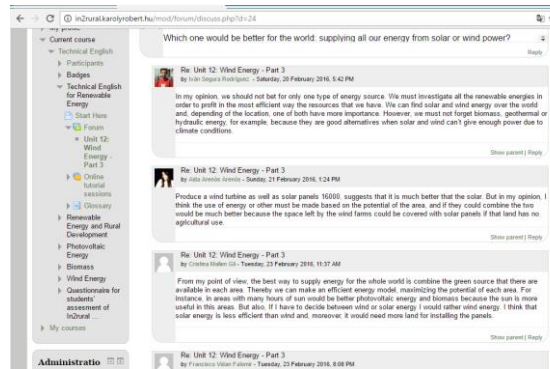 in2rural.karolyrobert.hu/mod/forum/discuss.php?d=24
Current course
Technical English
Participants
Badges
Technical English
for Renewable
Energy
Start Here
Forum
Unit 12:
Wind
Energy -
Part 3
Online
tutorial
sessions
Glossary
Renewable
Energy and Rural
Development
Photovoltaic
Energy
Biomass
Wind Energy
Questionnaire for
students'
assesment of
In2rural ...
My courses
Administratio
Which one would be better for the world: supplying all our energy from solar or wind power?
Reply
Re: Unit 12: Wind Energy - Part 3
by Iván Segura Rodríguez - Saturday, 20 February 2016, 5:42 PM
In my opinion, we should not bet for only one type of energy source. We must investigate all the renewable energies in
order to profit in the most efficient way the resources that we have. We can find solar and wind energy over the world
and, depending of the location, one of both have more importance. However, we must not forget biomass, geothermal or
hydraulic energy, for example, because they are good alternatives when solar and wind can't give enough power due to
climate conditions.
Show parent | Reply
Re: Unit 12: Wind Energy - Part 3
by Aida Arenós Arenós - Sunday, 21 February 2016, 1:24 PM
Produce a wind turbine as well as solar panels 16000, suggests that it is much better that the solar. But in my opinion, I
think the use of energy or other must be made based on the potential of the area, and if they could combine the two
would be much better because the space left by the wind farms could be covered with solar panels if that land has no
agricultural use.
Show parent | Reply
Re: Unit 12: Wind Energy - Part 3
by Cristina Mallen Gil - Tuesday, 23 February 2016, 11:37 AM
From my point of view, the best way to supply energy for the whole world is combine the green source that there are
available in each area. Thereby we can make an efficient energy model, maximizing the potential of each area. For
instance, in areas with many hours of sun would be better photovoltaic energy and biomass because the sun is more
useful in this areas. But also, If I have to decide between wind or solar energy I would rather wind energy. I think that
solar energy is less efficient than wind and, moreover, it would need more land for installing the panels.
Show parent | Reply
Re: Unit 12: Wind Energy - Part 3
by Francisco Vidan Falomir - Tuesday, 23 February 2016, 8:08 PM